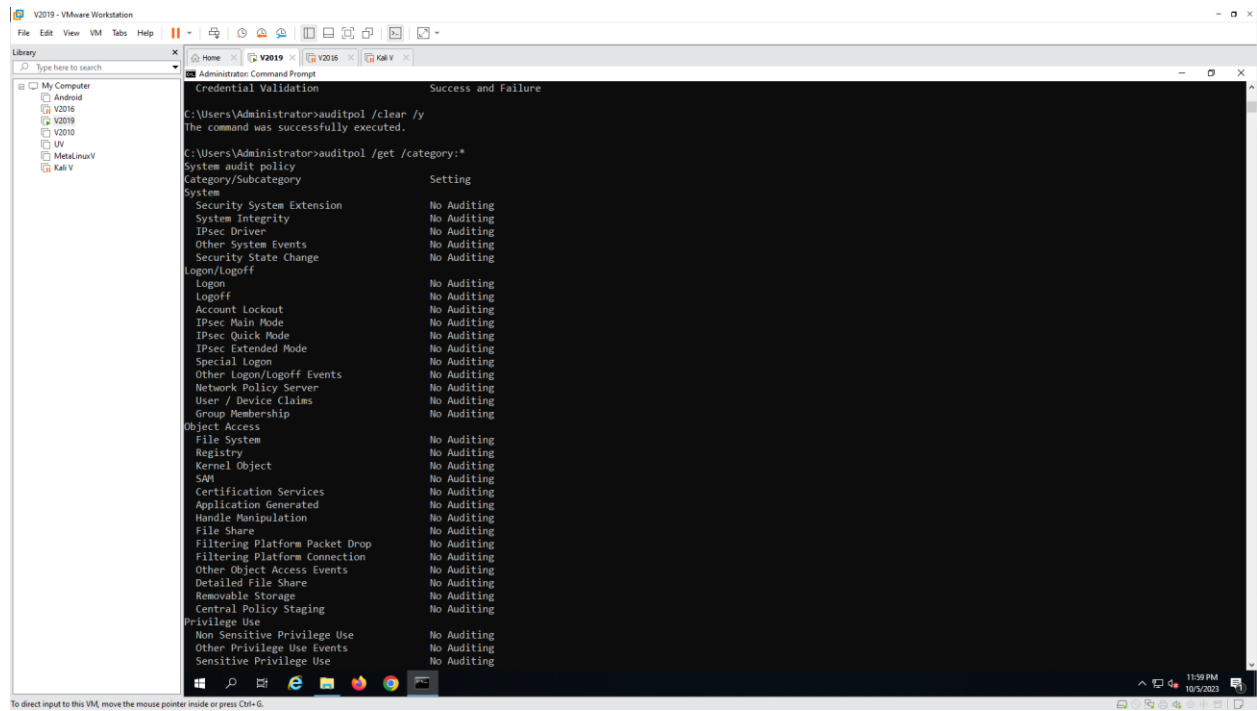 V2019 - VMware Workstation
File Edit View VM Tabs Help
Library
Type here to search
My Computer
Android
V2016
V2019
V2010
UV
MetaLinuxV
Kali V
Home V2019 V2016 Kali V
Administrator: Command Prompt
Credential Validation Success and Failure
C:\Users\Administrator>auditpol /clear /y
The command was successfully executed.
C:\Users\Administrator>auditpol /get /category:*
System audit policy
Category/Subcategory Setting
System
Security System Extension No Auditing
System Integrity No Auditing
IPsec Driver No Auditing
Other System Events No Auditing
Security State Change No Auditing
Logon/Logoff
Logon No Auditing
Logoff No Auditing
Account Lockout No Auditing
IPsec Main Mode No Auditing
IPsec Quick Mode No Auditing
IPsec Extended Mode No Auditing
Special Logon No Auditing
Other Logon/Logoff Events No Auditing
Network Policy Server No Auditing
User / Device Claims No Auditing
Group Membership No Auditing
Object Access
File System No Auditing
Registry No Auditing
Kernel Object No Auditing
SAM No Auditing
Certification Services No Auditing
Application Generated No Auditing
Handle Manipulation No Auditing
File Share No Auditing
Filtering Platform Packet Drop No Auditing
Filtering Platform Connection No Auditing
Other Object Access Events No Auditing
Detailed File Share No Auditing
Removable Storage No Auditing
Central Policy Staging No Auditing
Privilege Use
Non Sensitive Privilege Use No Auditing
Other Privilege Use Events No Auditing
Sensitive Privilege Use No Auditing
11:59 PM
10/5/2023
To direct input to this VM, move the mouse pointer inside or press Ctrl+G.